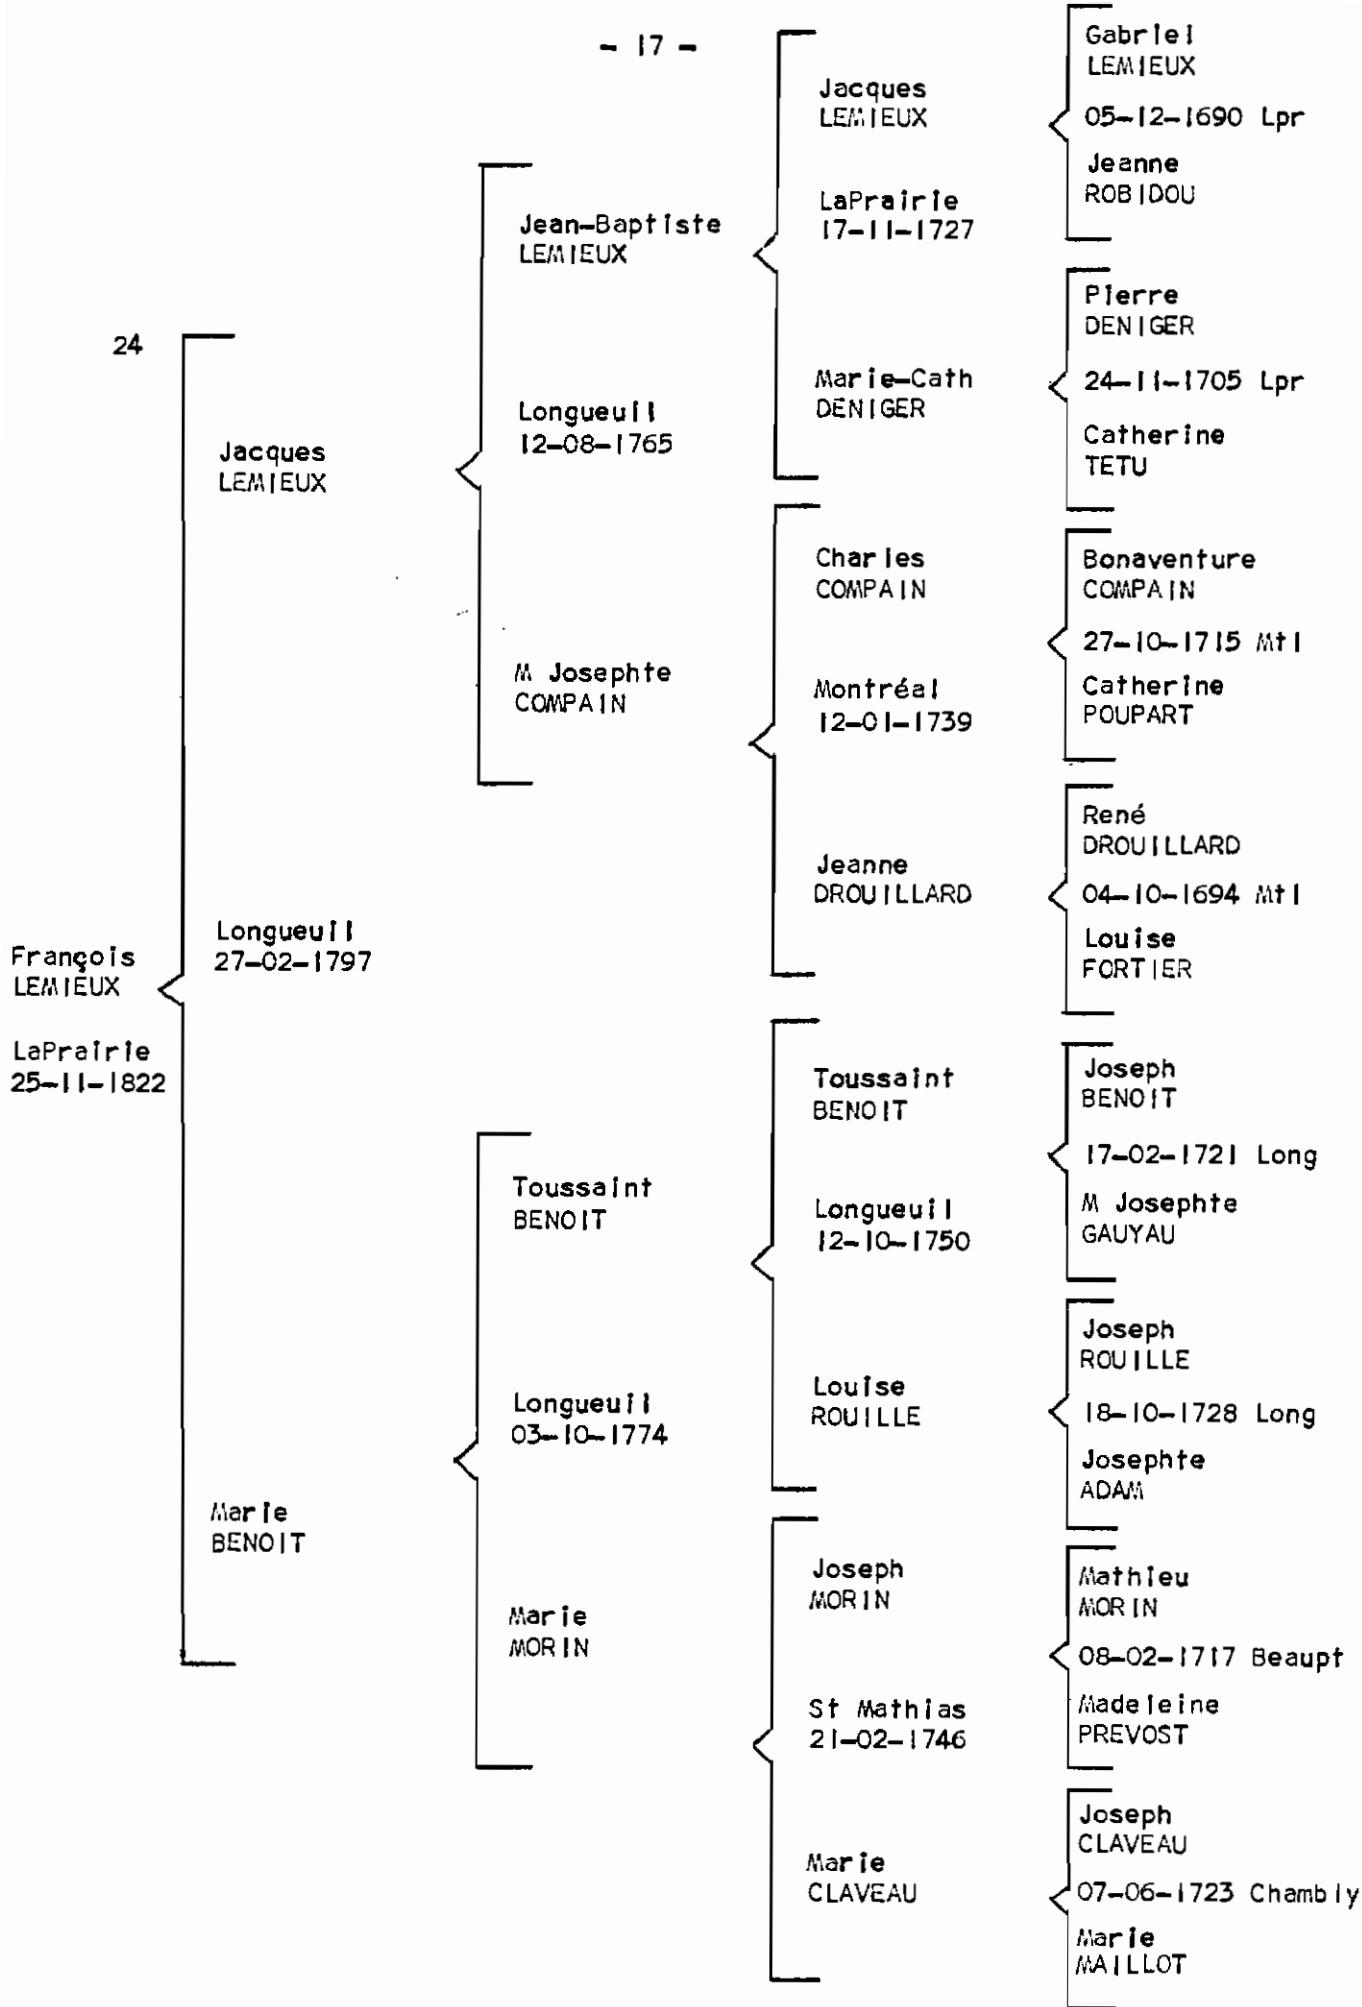 - 17 -
24
François
LEMIEUX
LaPrairie
25-11-1822
Jacques
LEMIEUX
Longueuil
27-02-1797
Marie
BENOIT
Jean-Baptiste
LEMIEUX
Longueuil
12-08-1765
M Josephte
COMPAIN
Toussaint
BENOIT
Longueuil
03-10-1774
Marie
MORIN
Jacques
LEMIEUX
LaPrairie
17-11-1727
Marie-Cath
DENIGER
Charles
COMPAIN
Montréal
12-01-1739
Jeanne
DROUILLARD
Toussaint
BENOIT
Longueuil
12-10-1750
Louise
ROUILLE
Joseph
MORIN
St Mathias
21-02-1746
Marie
CLAVEAU
Gabriel
LEMIEUX
05-12-1690 Lpr
Jeanne
ROBIDOU
Pierre
DENIGER
24-11-1705 Lpr
Catherine
TETU
Bonaventure
COMPAIN
27-10-1715 Mtl
Catherine
POUPART
René
DROUILLARD
04-10-1694 Mtl
Louise
FORTIER
Joseph
BENOIT
17-02-1721 Long
M Josephte
GAUYAU
Joseph
ROUILLE
18-10-1728 Long
Josephte
ADAM
Mathieu
MORIN
08-02-1717 Beaupt
Madeleine
PREVOST
Joseph
CLAVEAU
07-06-1723 Chambly
Marie
MAILLOT